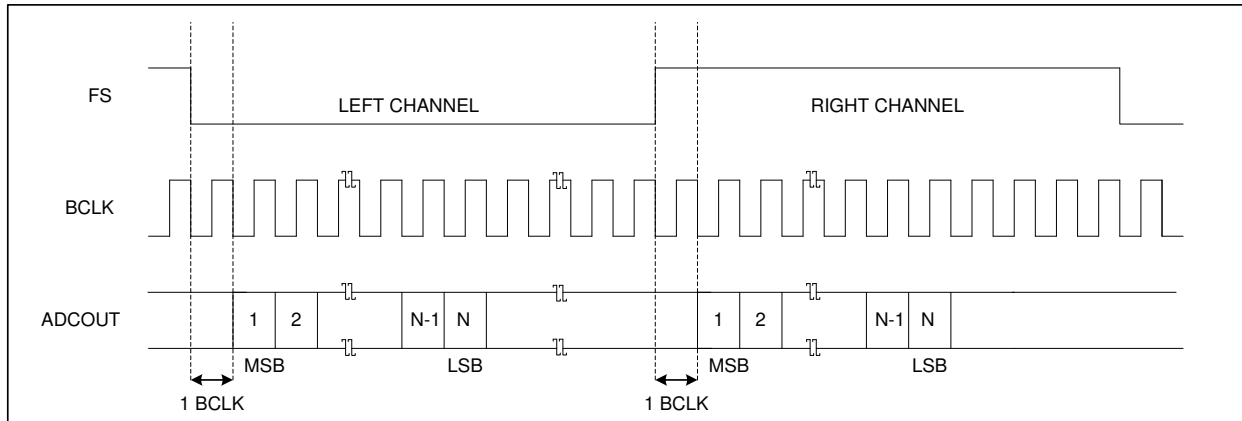 FS
LEFT CHANNEL
RIGHT CHANNEL
BCLK
ADCOUT
1
2
N-1
N
1
2
N-1
N
MSB
LSB
MSB
LSB
1 BCLK
1 BCLK